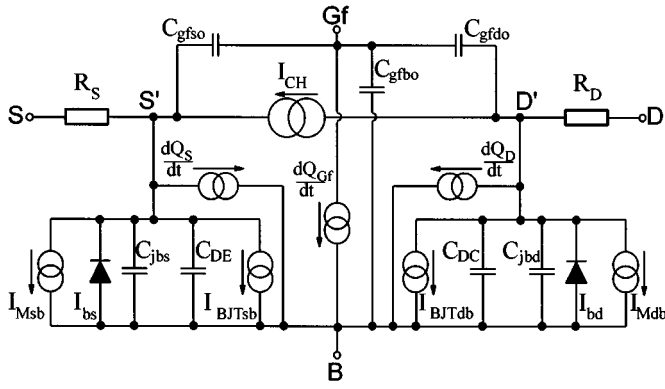 Gf
C_gfso
C_gfdo
C_gfbo
R_S
S'
I_CH
D'
R_D
S
D
dQ_S
dt
dQ_Gf
dt
dQ_D
dt
C_jbs
C_DE
C_DC
C_jbd
I_Msb
I_bs
I_BJTsb
I_BJTdb
I_bd
I_Mdb
B